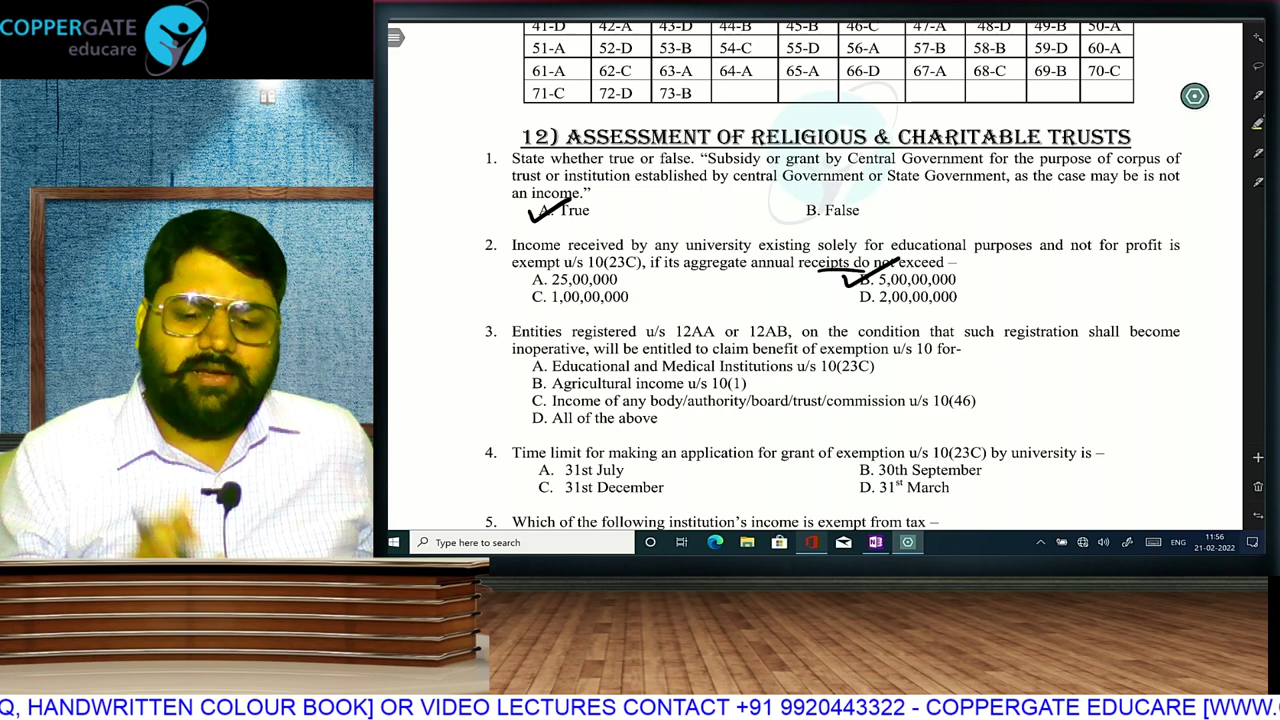 COPPERGATE
educare
41-D 42-A 43-D 44-B 45-B 46-C 47-A 48-D 49-B 50-A
51-A 52-D 53-B 54-C 55-D 56-A 57-B 58-B 59-D 60-A
61-A 62-C 63-A 64-A 65-A 66-D 67-A 68-C 69-B 70-C
71-C 72-D 73-B
12) ASSESSMENT OF RELIGIOUS & CHARITABLE TRUSTS
1. State whether true or false. “Subsidy or grant by Central Government for the purpose of corpus of
trust or institution established by central Government or State Government, as the case may be is not
an income.”
A. True B. False
2. Income received by any university existing solely for educational purposes and not for profit is
exempt u/s 10(23C), if its aggregate annual receipts do not exceed –
A. 25,00,000 B. 5,00,00,000
C. 1,00,00,000 D. 2,00,00,000
3. Entities registered u/s 12AA or 12AB, on the condition that such registration shall become
inoperative, will be entitled to claim benefit of exemption u/s 10 for-
A. Educational and Medical Institutions u/s 10(23C)
B. Agricultural income u/s 10(1)
C. Income of any body/authority/board/trust/commission u/s 10(46)
D. All of the above
4. Time limit for making an application for grant of exemption u/s 10(23C) by university is –
A. 31st July B. 30th September
C. 31st December D. 31st March
5. Which of the following institution’s income is exempt from tax –
Type here to search
ENG
11:56
21-02-2022
Q, HANDWRITTEN COLOUR BOOK] OR VIDEO LECTURES CONTACT +91 9920443322 - COPPERGATE EDUCARE [WWW.